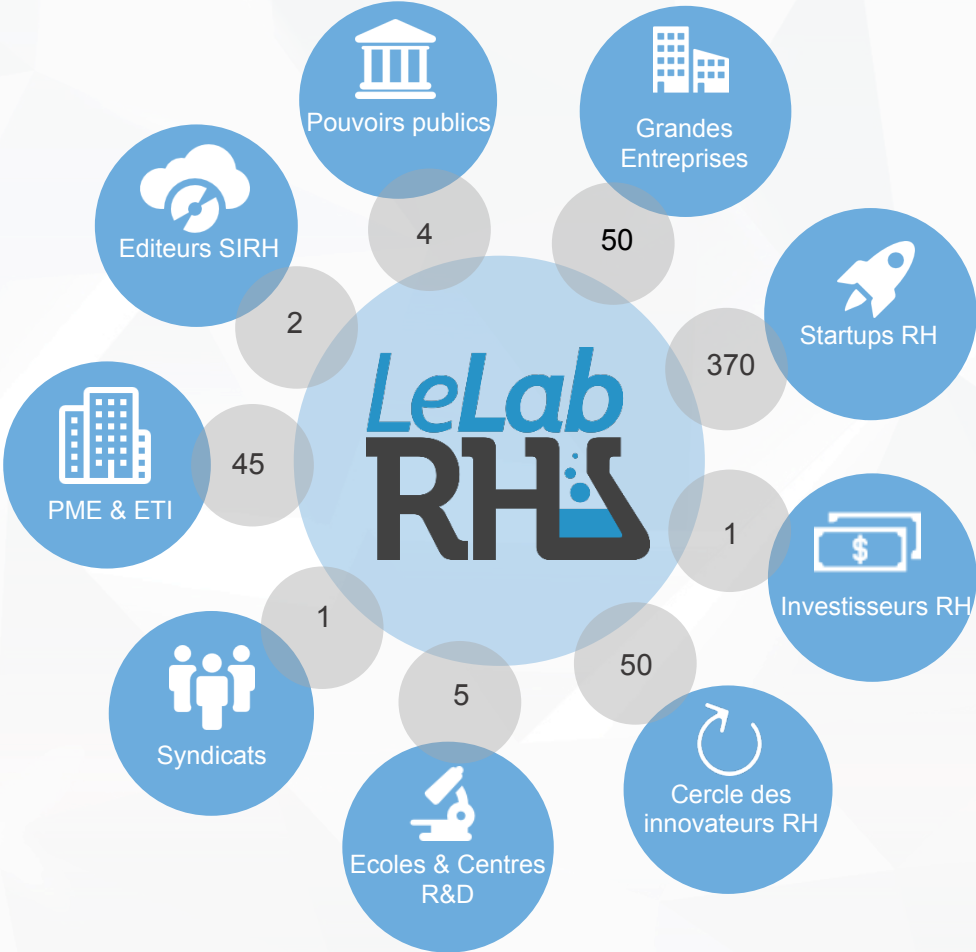 Pouvoirs publics
4
Grandes
Entreprises
50
Startups RH
370
$
Investisseurs RH
1
Cercle des
innovateurs RH
50
Ecoles & Centres
R&D
5
Syndicats
1
PME & ETI
45
Editeurs SIRH
2
LeLab
RH